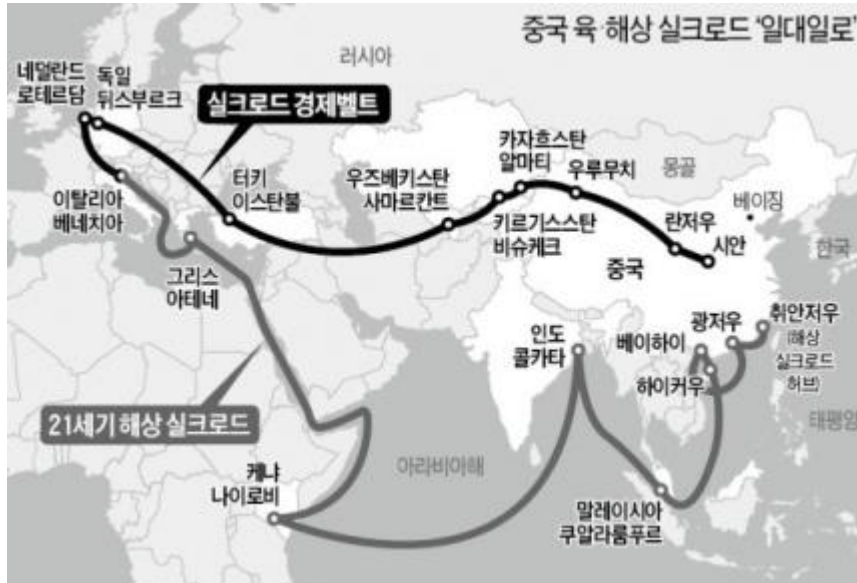 중국 육·해상 실크로드 '일대일로'
러시아
네덜란드
로테르담
독일
뒤스부르크
실크로드 경제벨트
카자흐스탄
알마티
우루무치
몽골
이탈리아
베네치아
터키
이스탄불
우즈베키스탄
사마르칸트
키르기스스탄
비슈케크
란저우
베이징
시안
한국
중국
그리스
아테네
인도
콜카타
베이하이
광저우
취안저우
(해상
실크로드
허브)
하이커우
21세기 해상 실크로드
아라비아해
태평양
케냐
나이로비
말레이시아
쿠알라룸푸르